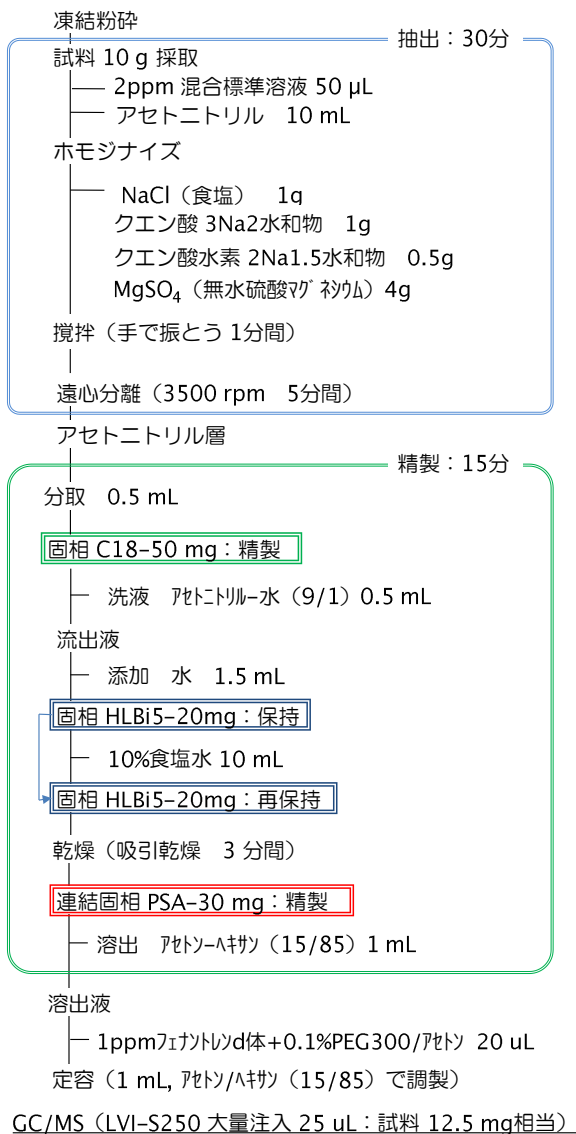 凍結粉砕
抽出：30分
試料 10 g 採取
2ppm 混合標準溶液 50 μL
アセトニトリル　10 mL
ホモジナイズ
NaCl（食塩）　1g
クエン酸 3Na2水和物　1g
クエン酸水素 2Na1.5水和物　0.5g
MgSO₄（無水硫酸ﾏｸﾞﾈｼｳﾑ）4g
撹拌（手で振とう 1分間）
遠心分離（3500 rpm　5分間）
アセトニトリル層
精製：15分
分取　0.5 mL
固相 C18–50 mg：精製
洗液　ｱｾﾄﾆﾄﾘﾙｰ水（9/1）0.5 mL
流出液
添加　水　1.5 mL
固相 HLBi5–20mg：保持
10%食塩水 10 mL
固相 HLBi5–20mg：再保持
乾燥（吸引乾燥　3 分間）
連結固相 PSA–30 mg：精製
溶出　ｱｾﾄﾝｰﾍｷｻﾝ（15/85）1 mL
溶出液
1ppmﾌｪﾅﾝﾄﾚﾝd体+0.1%PEG300/ｱｾﾄﾝ 20 uL
定容（1 mL, ｱｾﾄﾝ/ﾍｷｻﾝ（15/85）で調製）
GC/MS（LVI–S250 大量注入 25 uL：試料 12.5 mg相当）